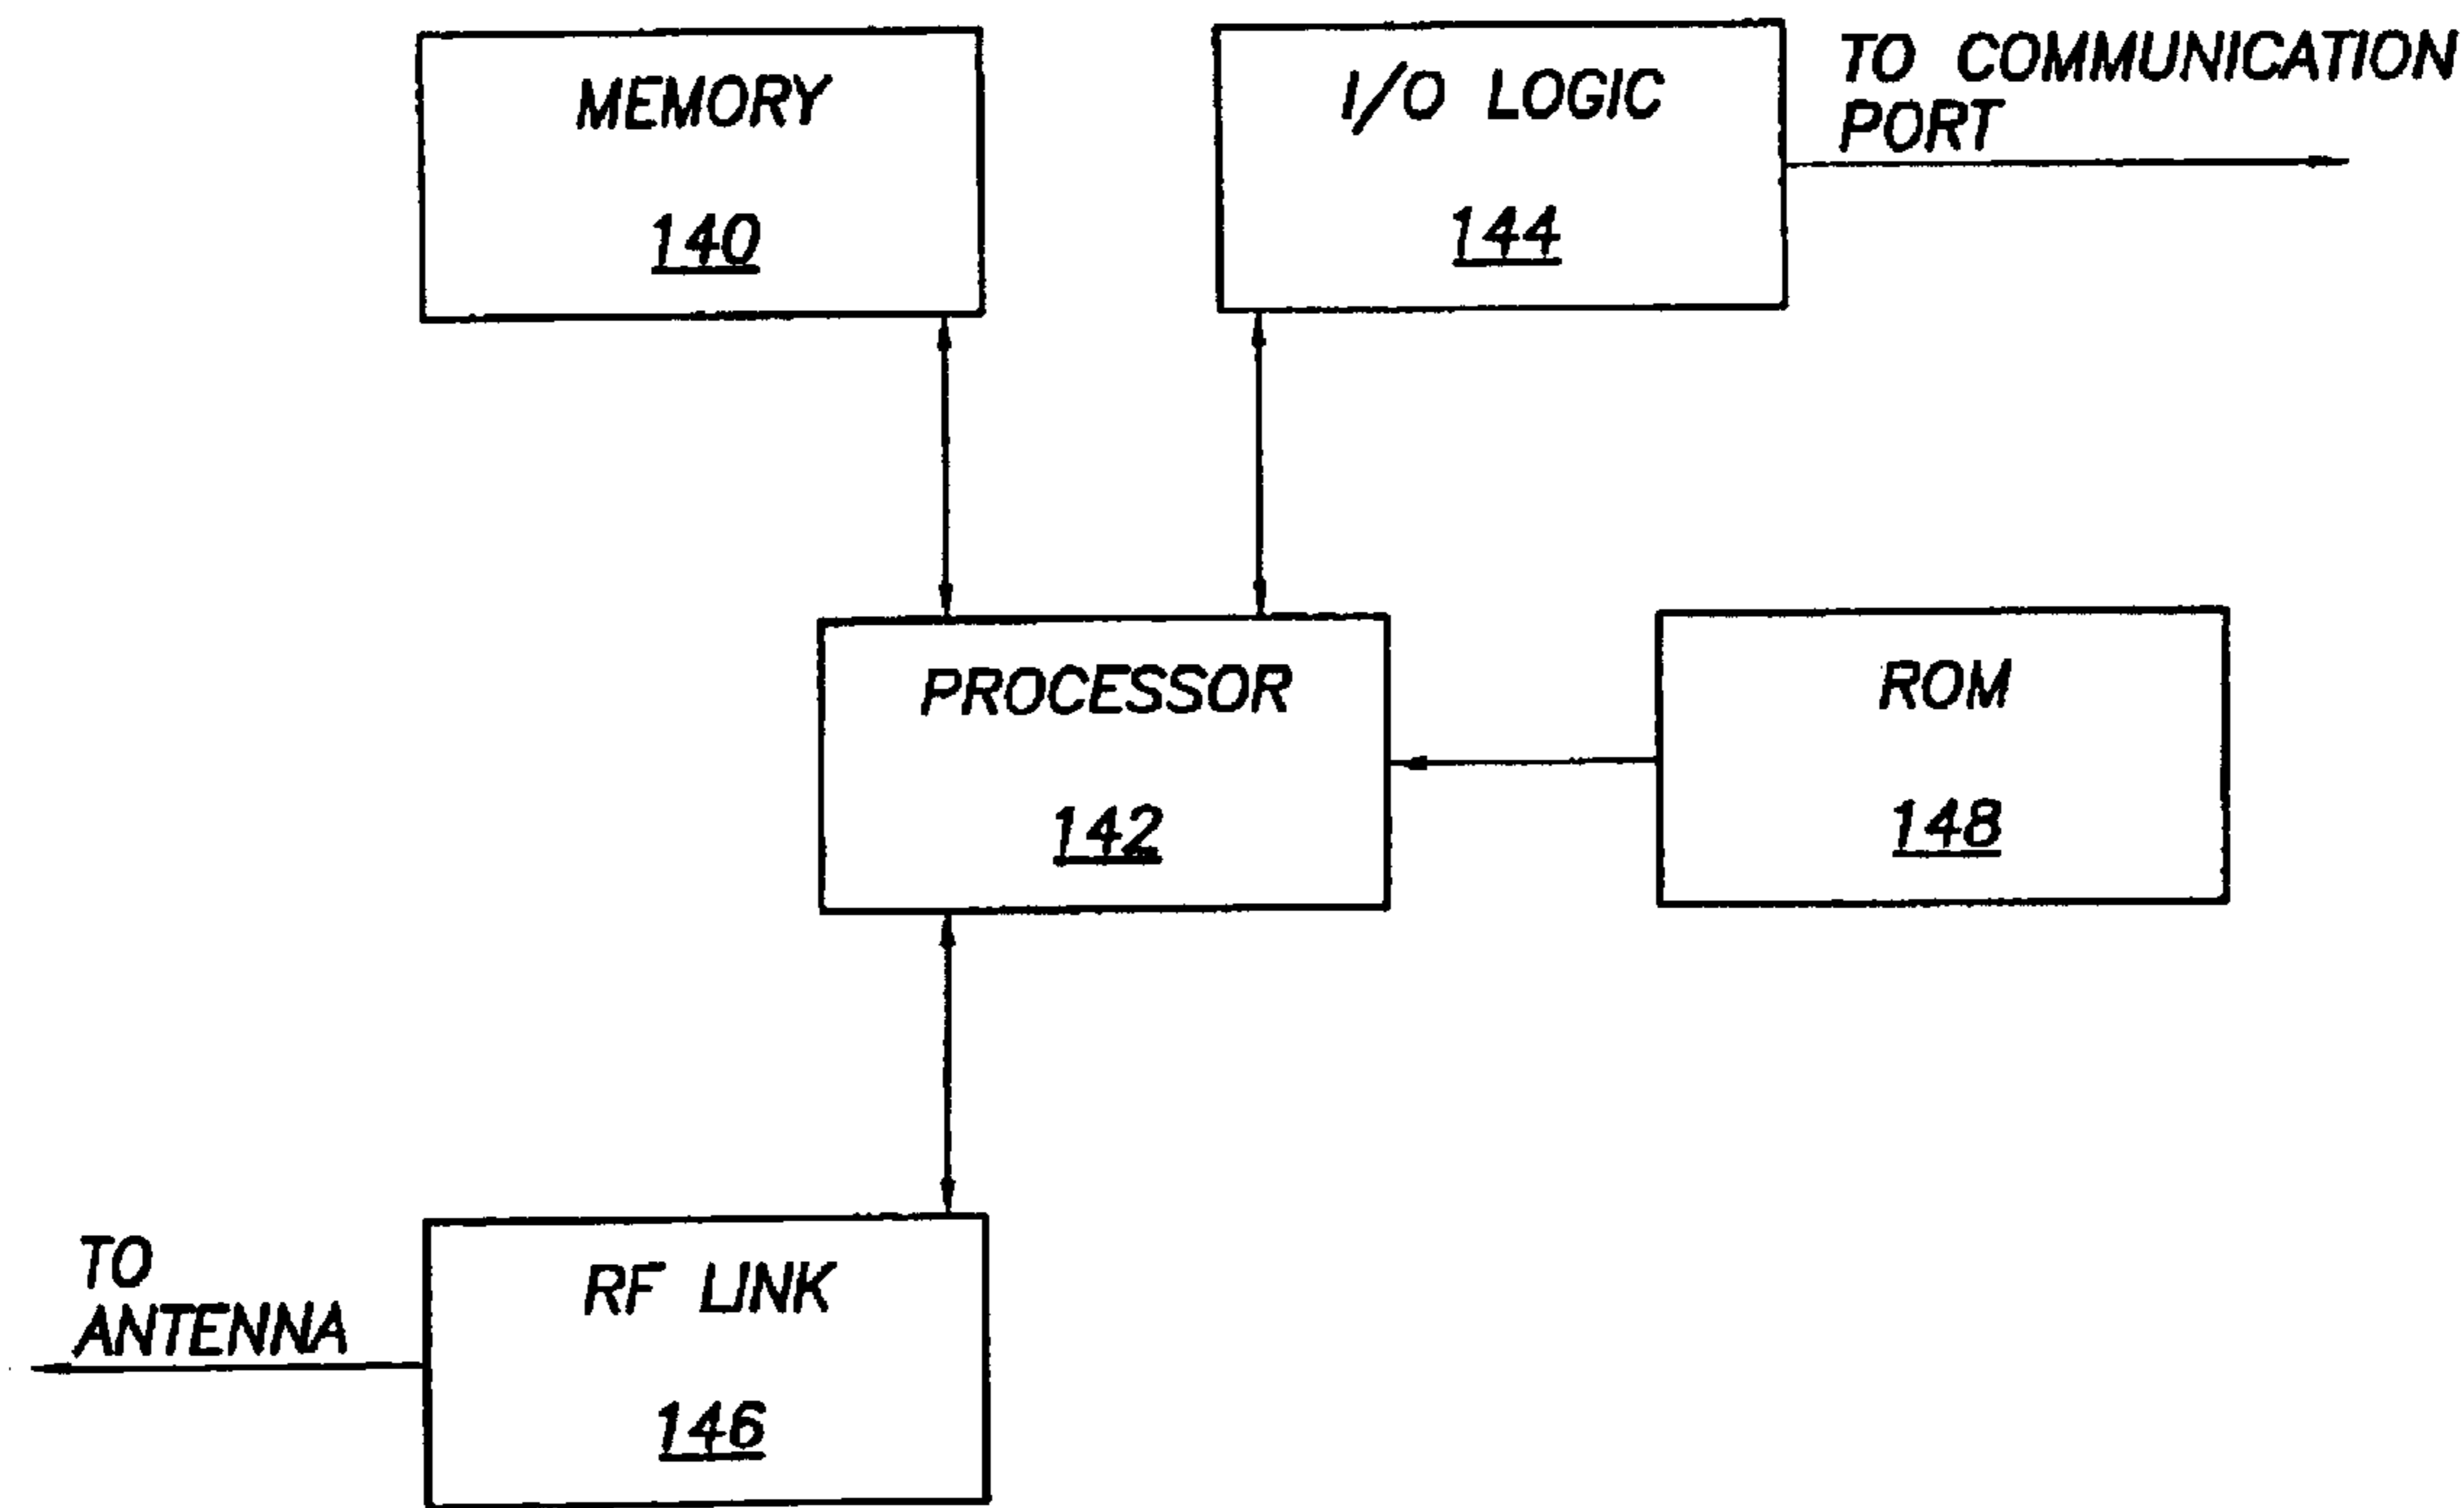 MEMORY
140
I/O LOGIC
144
TO COMMUNICATION
PORT
PROCESSOR
142
ROM
148
TO
ANTENNA
RF LINK
146